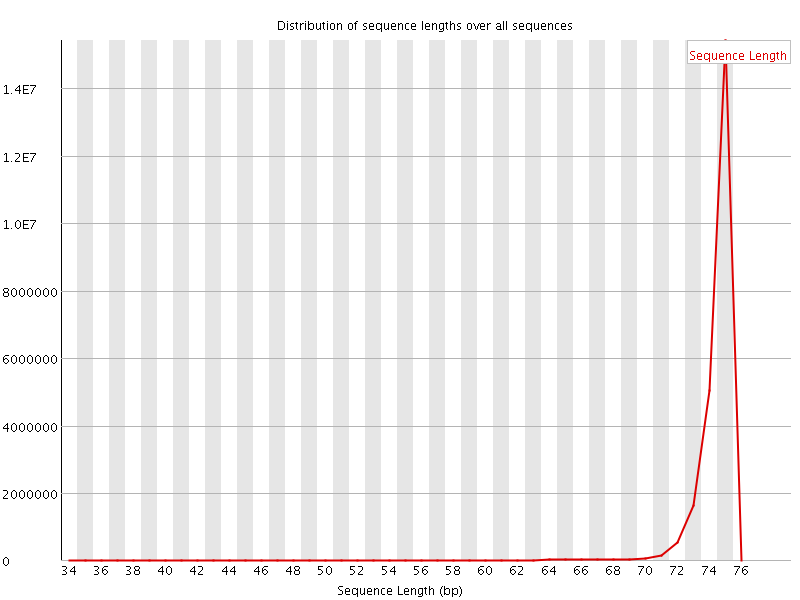 Distribution of sequence lengths over all sequences
Sequence Length
1.4E7
1.2E7
1.0E7
8000000
6000000
4000000
2000000
0
34 36 38 40 42 44 46 48 50 52 54 56 58 60 62 64 66 68 70 72 74 76
Sequence Length (bp)